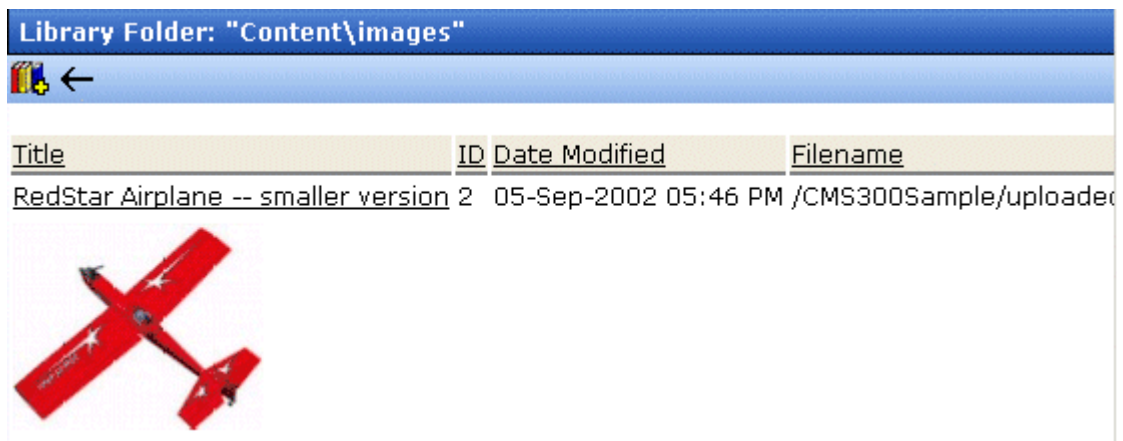 Library Folder: "Content\images"
Title ID Date Modified Filename
RedStar Airplane -- smaller version 2 05-Sep-2002 05:46 PM /CMS300Sample/uploaded